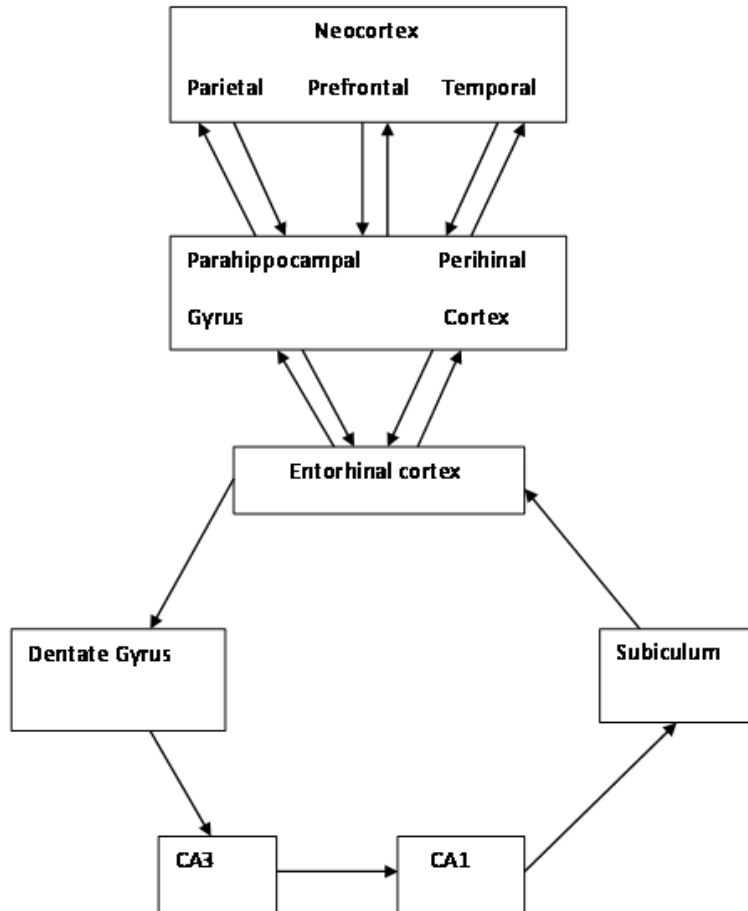 Neocortex
Parietal Prefrontal Temporal
Parahippocampal Perihinal
Gyrus Cortex
Entorhinal cortex
Dentate Gyrus Subiculum
CA3 CA1